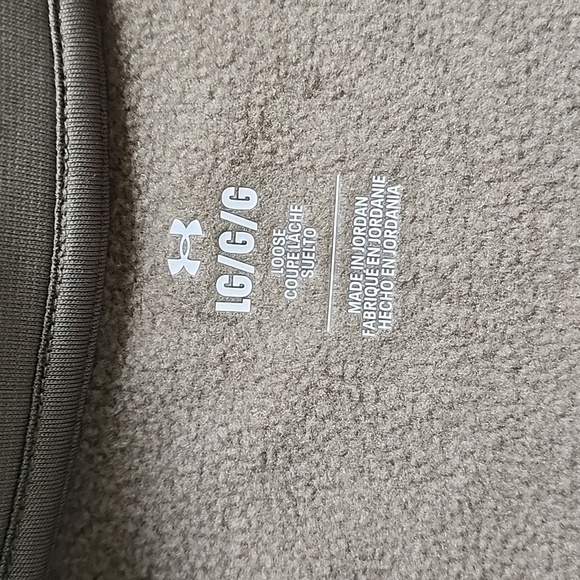 LG/G/G
LOOSE
COUPE LÂCHE
SUELTO
MADE IN JORDAN
FABRIQUÉ EN JORDANIE
HECHO EN JORDANIA